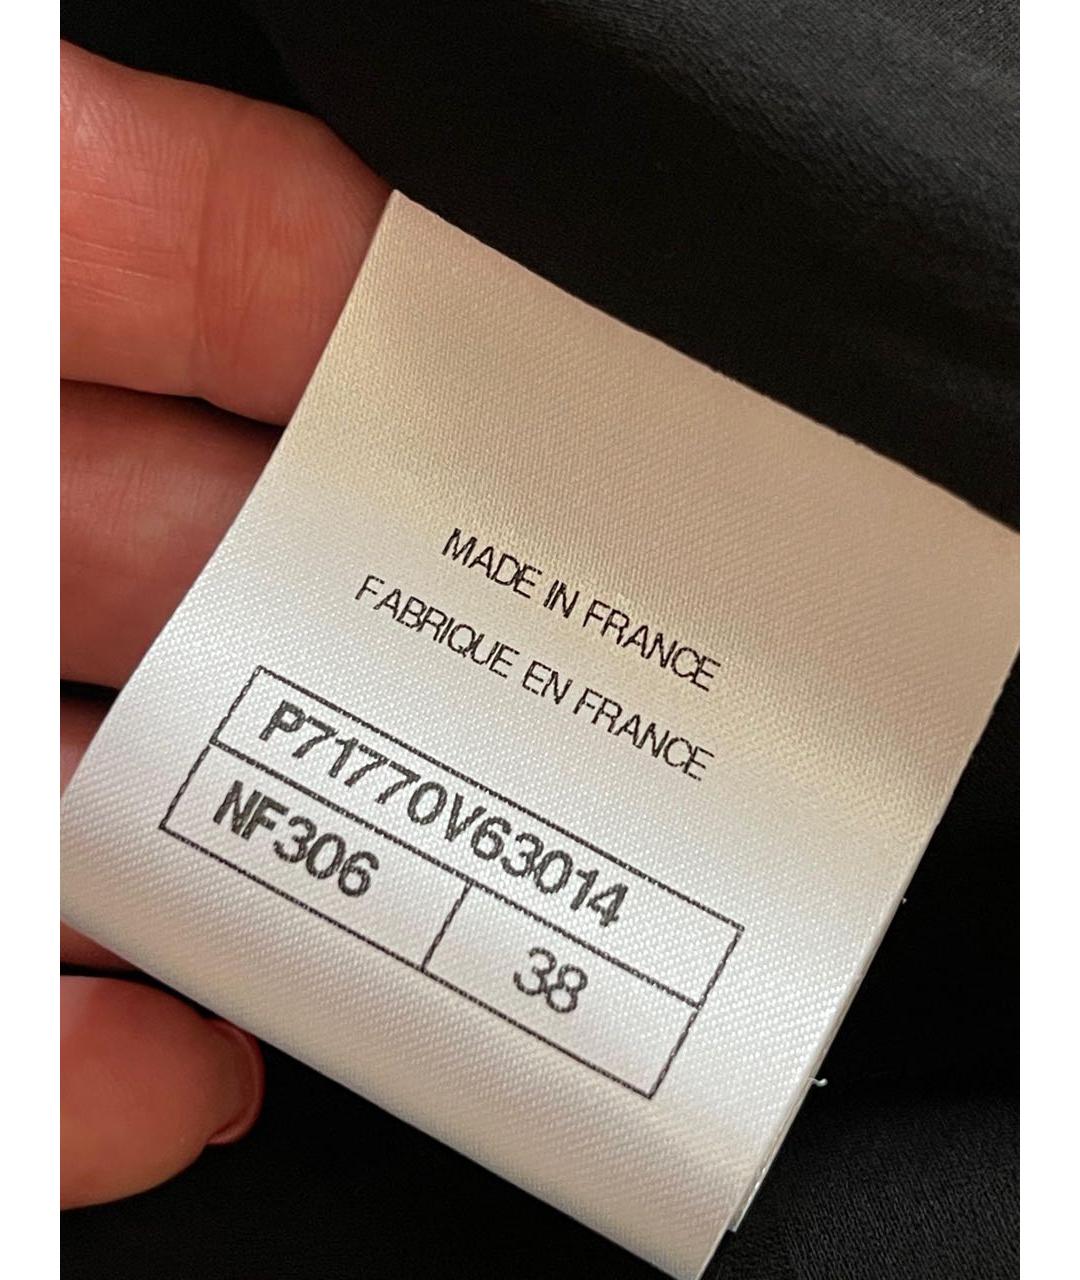 MADE IN FRANCE
FABRIQUE EN FRANCE
P71770V63014
NF306
38